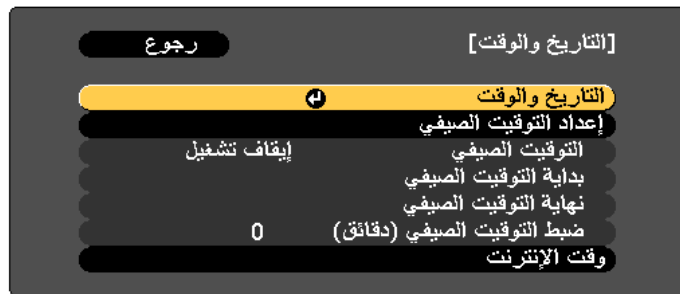 [التاريخ والوقت] رجوع
التاريخ والوقت
إعداد التوقيت الصيفي
التوقيت الصيفي إيقاف تشغيل
بداية التوقيت الصيفي
نهاية التوقيت الصيفي
ضبط التوقيت الصيفي (دقائق) 0
وقت الإنترنت